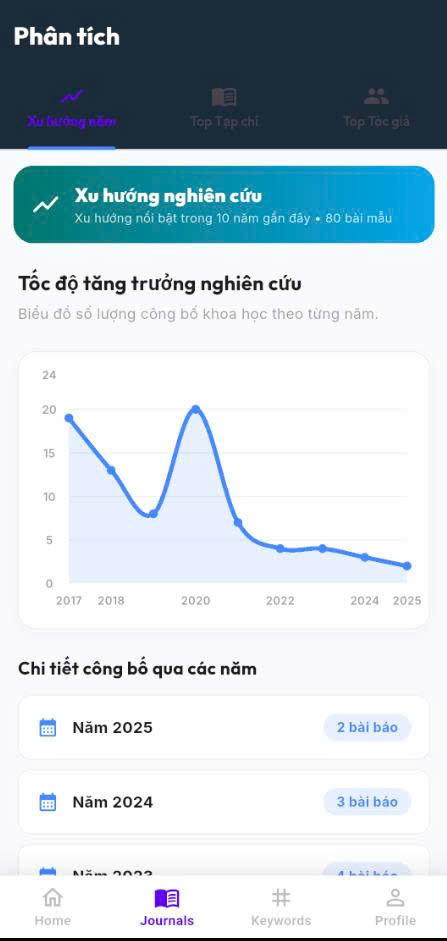 Phân tích
Xu hướng năm
Top Tạp chí
Top Tác giả
Xu hướng nghiên cứu
Xu hướng nổi bật trong 10 năm gần đây • 80 bài mẫu
Tốc độ tăng trưởng nghiên cứu
Biểu đồ số lượng công bố khoa học theo từng năm.
24
20
15
10
5
0
2017 2018 2020 2022 2024 2025
Chi tiết công bố qua các năm
Năm 2025 2 bài báo
Năm 2024 3 bài báo
Năm 2023 4 bài báo
Home Journals Keywords Profile